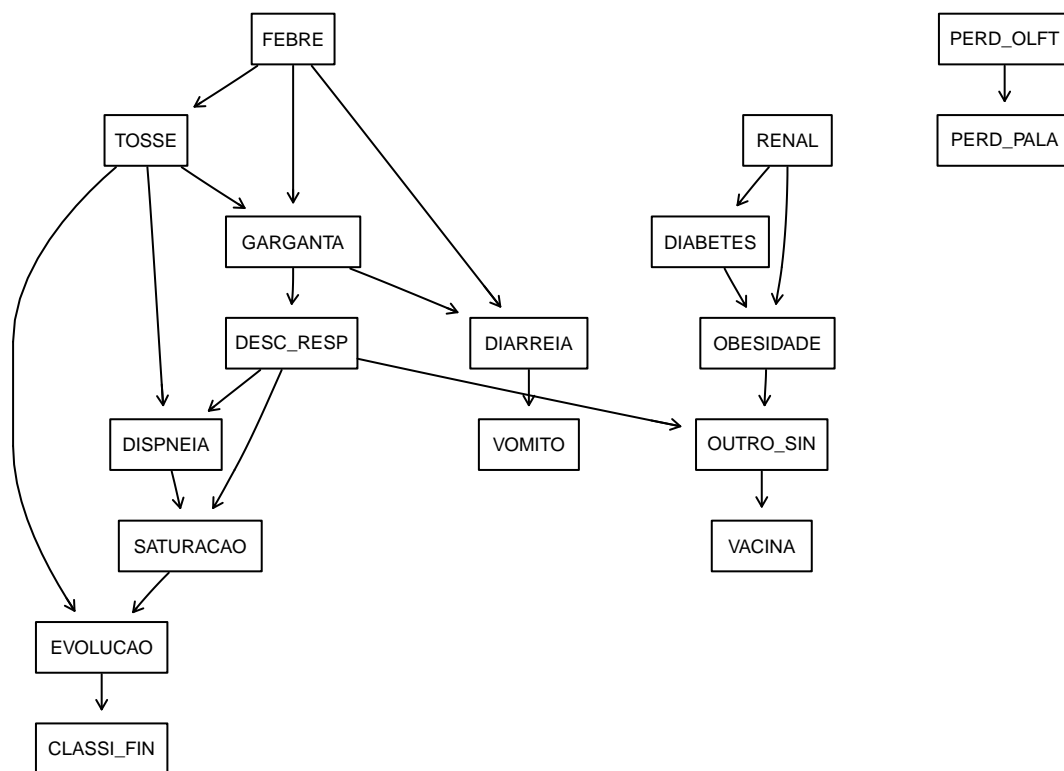 FEBRE
PERD_OLFT
TOSSE
RENAL
PERD_PALA
GARGANTA
DIABETES
DESC_RESP
DIARREIA
OBESIDADE
DISPNEIA
VOMITO
OUTRO_SIN
SATURACAO
VACINA
EVOLUCAO
CLASSI_FIN